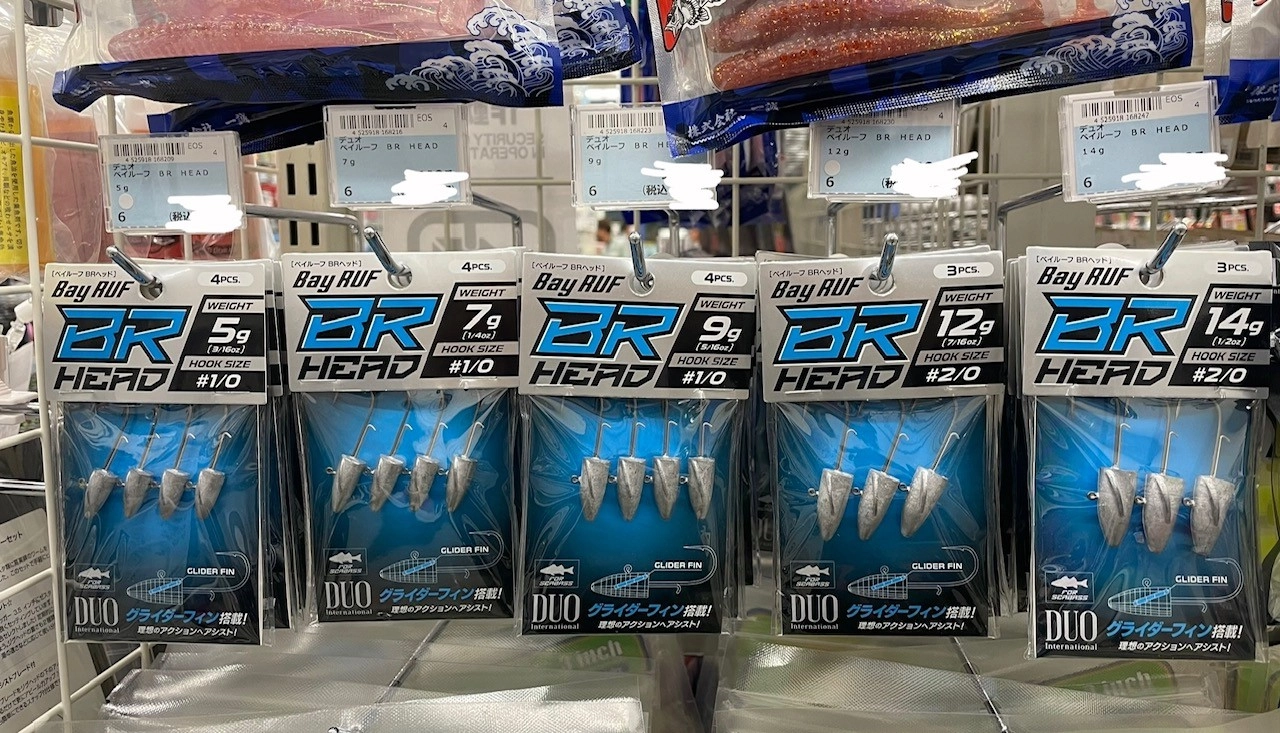 株式会社 一誠
EOS
4 525918 168209
4
デュオ
ベイルーフ BR HEAD
5g
6
(税込
EOS
4 525918 168216
4
デュオ
ベイルーフ BR HEAD
7g
6
4 525918 168223
デュオ
ベイルーフ BR HE
9g
6
(税込
4 525918 168230
4
デュオ
ベイルーフ BR HEAD
12g
6
(税
EOS
4 525918 168247
4
デュオ
ベイルーフ BR HEAD
14g
6
[ベイルーフ BRヘッド]
4PCS.
Bay RUF
BR
HEAD
WEIGHT
5g
[3/16oz]
HOOK SIZE
#1/0
GLIDER FIN
FOR
SEABASS
DUO
International
グライダーフィン搭載!
理想のアクションへアシスト!
[ベイルーフ BRヘッド]
4PCS.
Bay RUF
BR
HEAD
WEIGHT
7g
[1/4oz]
HOOK SIZE
#1/0
GLIDER FIN
FOR
SEABASS
DUO
International
グライダーフィン搭載!
理想のアクションへアシスト!
[ベイルーフ BRヘッド]
4PCS.
Bay RUF
BR
HEAD
WEIGHT
9g
[5/16oz]
HOOK SIZE
#1/0
GLIDER FIN
FOR
SEABASS
DUO
International
グライダーフィン搭載!
理想のアクションへアシスト!
[ベイルーフ BRヘッド]
3PCS.
Bay RUF
BR
HEAD
WEIGHT
12g
[7/16oz]
HOOK SIZE
#2/0
GLIDER FIN
FOR
SEABASS
DUO
International
グライダーフィン搭載!
理想のアクションへアシスト!
[ベイルーフ BRヘッド]
3PCS.
Bay RUF
BR
HEAD
WEIGHT
14g
[1/2oz]
HOOK SIZE
#2/0
GLIDER FIN
FOR
SEABASS
DUO
International
グライダーフィン搭載!
理想のアクションへアシスト!
inch